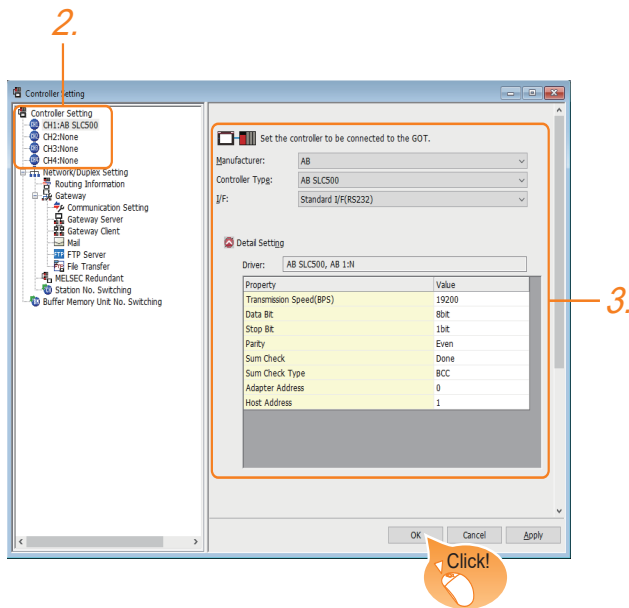 2.
Controller Setting
Controller Setting
CH1:AB SLC500
CH2:None
CH3:None
CH4:None
Network/Duplex Setting
Routing Information
Gateway
Communication Setting
Gateway Server
Gateway Client
Mail
FTP Server
File Transfer
MELSEC Redundant
Station No. Switching
Buffer Memory Unit No. Switching
Set the controller to be connected to the GOT.
Manufacturer: AB
Controller Type: AB SLC500
I/F: Standard I/F(RS232)
Detail Setting
Driver: AB SLC500, AB 1:N
Property Value
Transmission Speed(BPS) 19200
Data Bit 8bit
Stop Bit 1bit
Parity Even
Sum Check Done
Sum Check Type BCC
Adapter Address 0
Host Address 1
3.
OK Cancel Apply
Click!